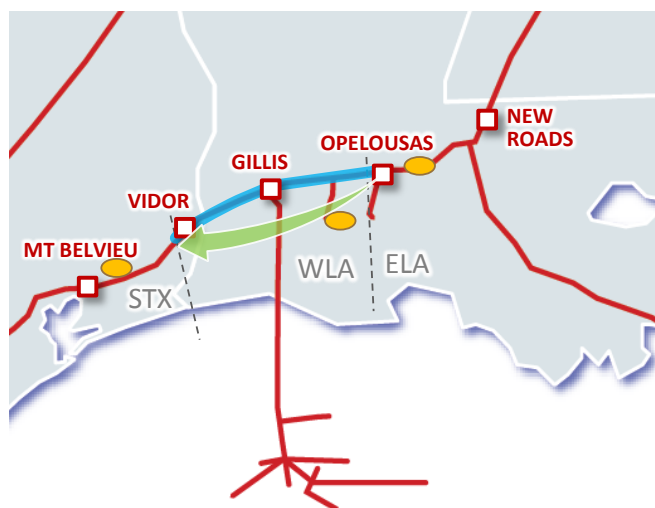 NEW
ROADS
OPELOUSAS
GILLIS
VIDOR
MT BELVIEU
WLA
ELA
STX